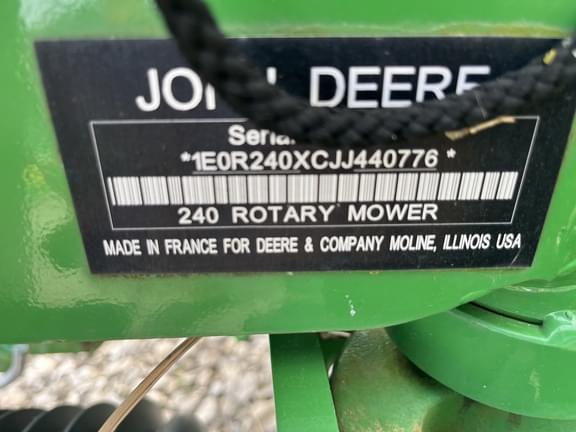 DEERE
*1E0R240XCJJ440776 *
240 ROTARY MOWER
MADE IN FRANCE FOR DEERE & COMPANY MOLINE, ILLINOIS USA